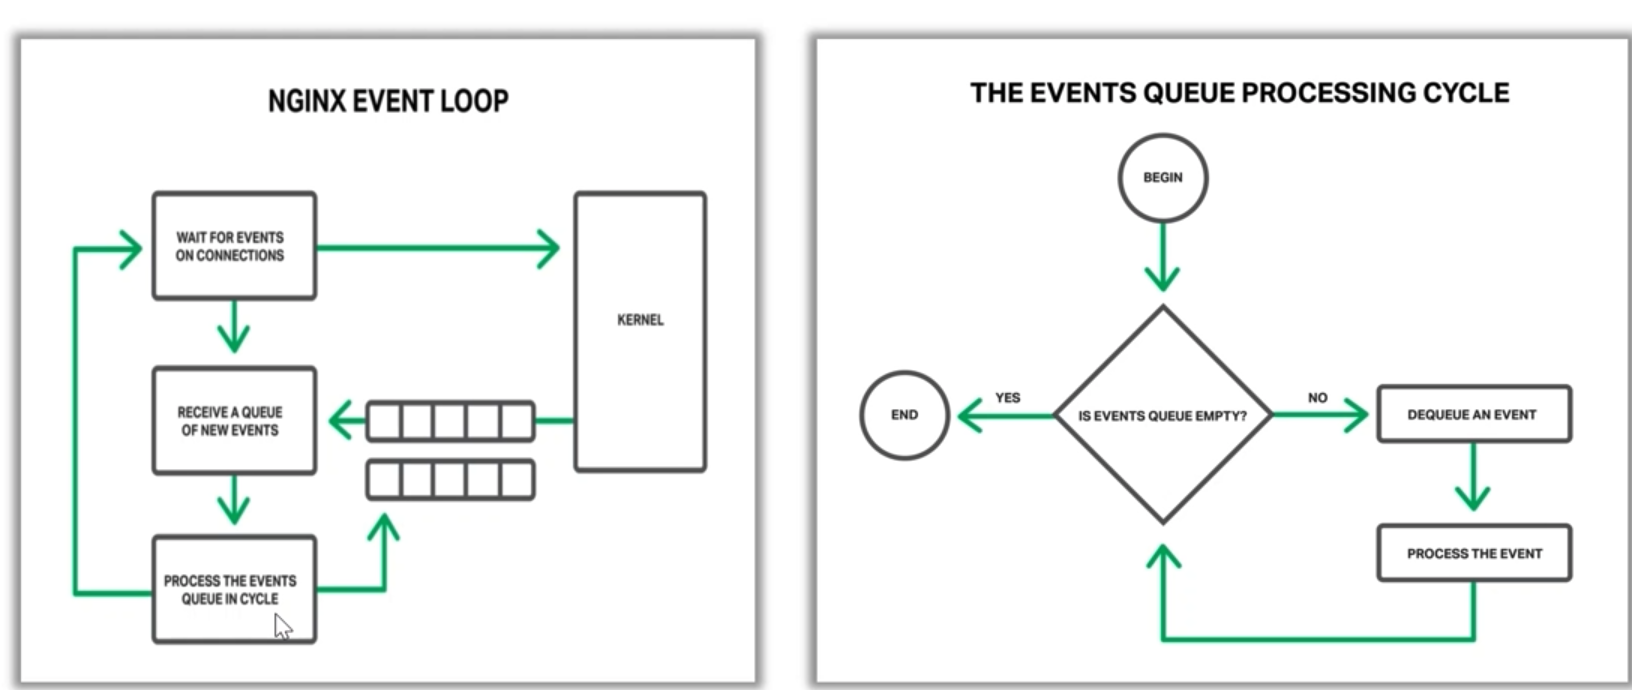 NGINX EVENT LOOP
WAIT FOR EVENTS
ON CONNECTIONS
KERNEL
RECEIVE A QUEUE
OF NEW EVENTS
PROCESS THE EVENTS
QUEUE IN CYCLE
THE EVENTS QUEUE PROCESSING CYCLE
BEGIN
END
YES
IS EVENTS QUEUE EMPTY?
NO
DEQUEUE AN EVENT
PROCESS THE EVENT